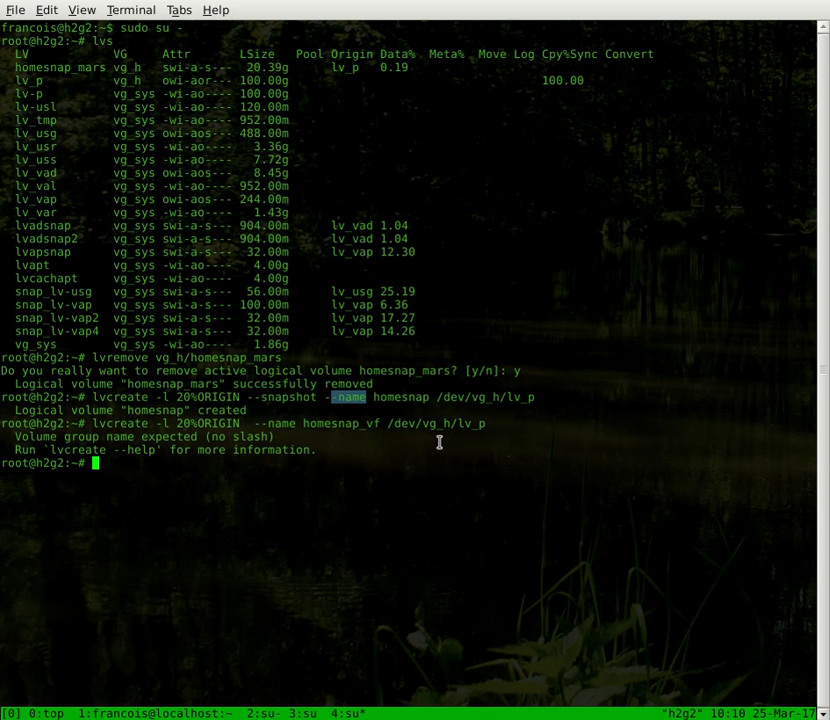 File Edit View Terminal Tabs Help
francois@h2g2:~$ sudo su -
root@h2g2:~# lvs
  LV            VG     Attr       LSize   Pool Origin Data%  Meta%  Move Log Cpy%Sync Convert
  homesnap_mars vg_h   swi-a-s---  20.39g      lv_p   0.19
  lv_p          vg_h   owi-aor--- 100.00g                                    100.00
  lv-p          vg_sys -wi-ao---- 100.00g
  lv-usl        vg_sys -wi-ao---- 120.00m
  lv_tmp        vg_sys -wi-ao---- 952.00m
  lv_usg        vg_sys owi-aos--- 488.00m
  lv_usr        vg_sys -wi-ao----   3.36g
  lv_uss        vg_sys -wi-ao----   7.72g
  lv_vad        vg_sys owi-aos---   8.45g
  lv_val        vg_sys -wi-ao---- 952.00m
  lv_vap        vg_sys owi-aos--- 244.00m
  lv_var        vg_sys -wi-ao----   1.43g
  lvadsnap      vg_sys swi-a-s--- 904.00m      lv_vad 1.04
  lvadsnap2     vg_sys swi-a-s--- 904.00m      lv_vad 1.04
  lvapsnap      vg_sys swi-a-s---  32.00m      lv_vap 12.30
  lvapt         vg_sys -wi-ao----   4.00g
  lvcachapt     vg_sys -wi-ao----   4.00g
  snap_lv-usg   vg_sys swi-a-s---  56.00m      lv_usg 25.19
  snap_lv-vap   vg_sys swi-a-s--- 100.00m      lv_vap 6.36
  snap_lv-vap2  vg_sys swi-a-s---  32.00m      lv_vap 17.27
  snap_lv-vap4  vg_sys swi-a-s---  32.00m      lv_vap 14.26
  vg_sys        vg_sys -wi-ao----   1.86g
root@h2g2:~# lvremove vg_h/homesnap_mars
Do you really want to remove active logical volume homesnap_mars? [y/n]: y
  Logical volume "homesnap_mars" successfully removed
root@h2g2:~# lvcreate -l 20%ORIGIN --snapshot --name homesnap /dev/vg_h/lv_p
  Logical volume "homesnap" created
root@h2g2:~# lvcreate -l 20%ORIGIN  --name homesnap_vf /dev/vg_h/lv_p
  Volume group name expected (no slash)
  Run `lvcreate --help' for more information.
root@h2g2:~#
[0] 0:top  1:francois@localhost:~  2:su- 3:su  4:su* "h2g2" 10:10 25-Mar-17